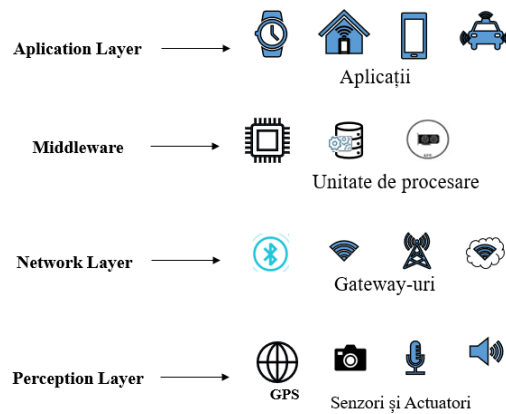 Aplication Layer
Aplicații
Middleware
Unitate de procesare
Network Layer
Gateway-uri
Perception Layer
GPS
Senzori și Actuatori